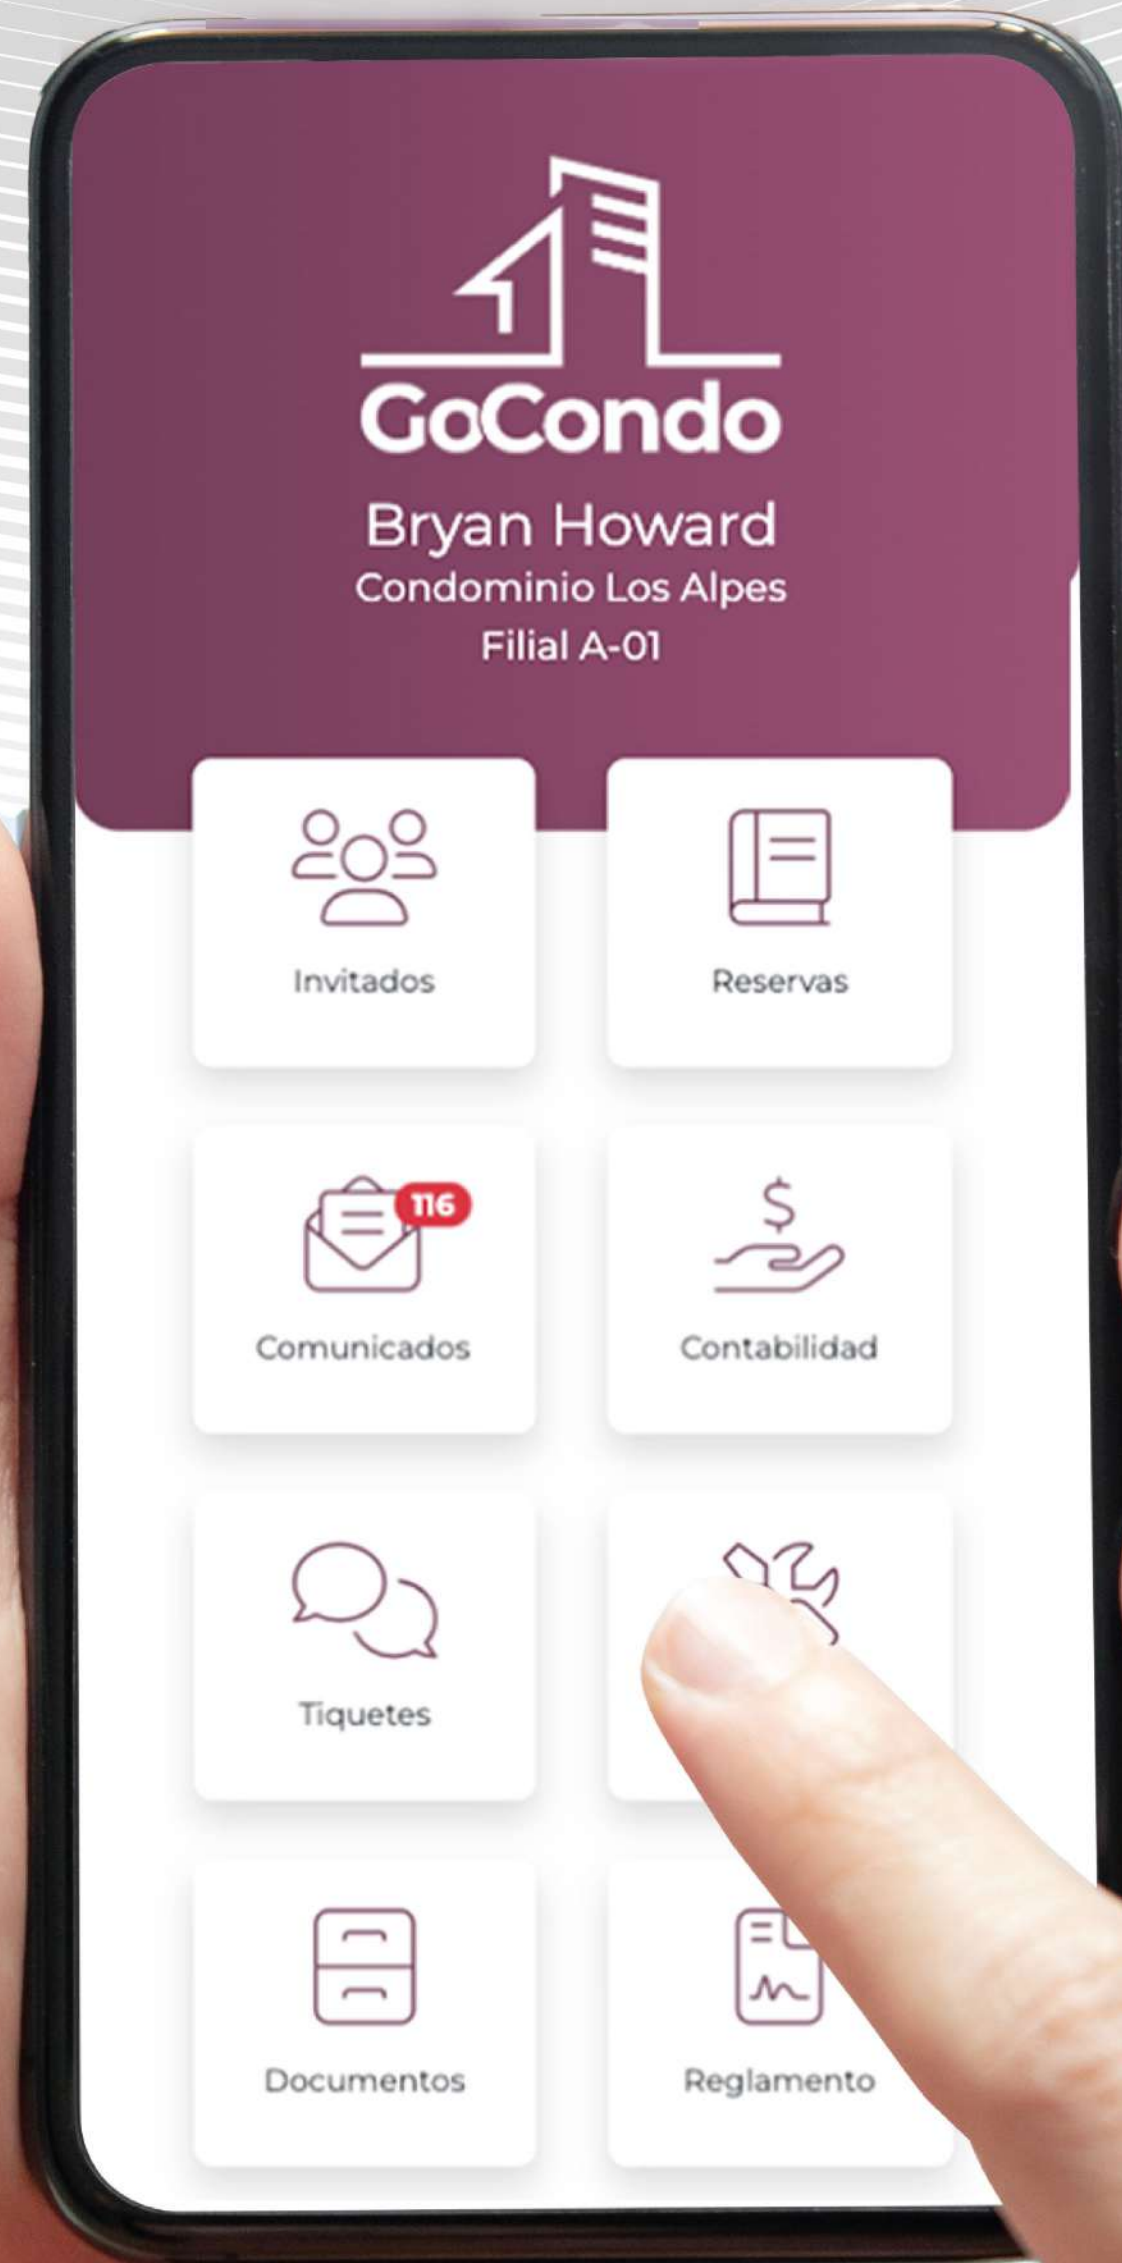 GoCondo
Bryan Howard
Condominio Los Alpes
Filial A-01
Invitados
Reservas
116
Comunicados
$
Contabilidad
Tiquetes
Documentos
Reglamento